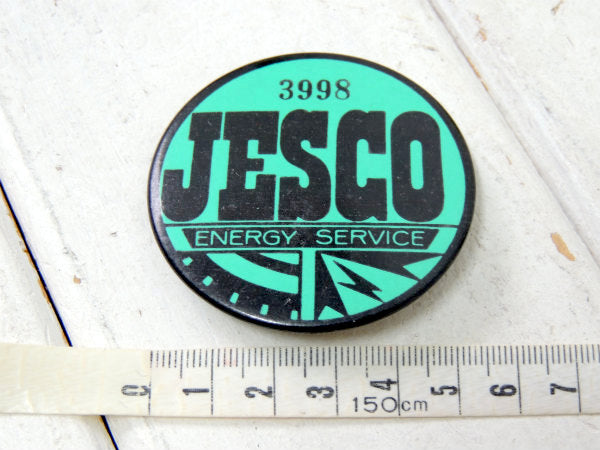 3998
JESCO
ENERGY SERVICE
0 1 2 3 4 5 6 7
150cm